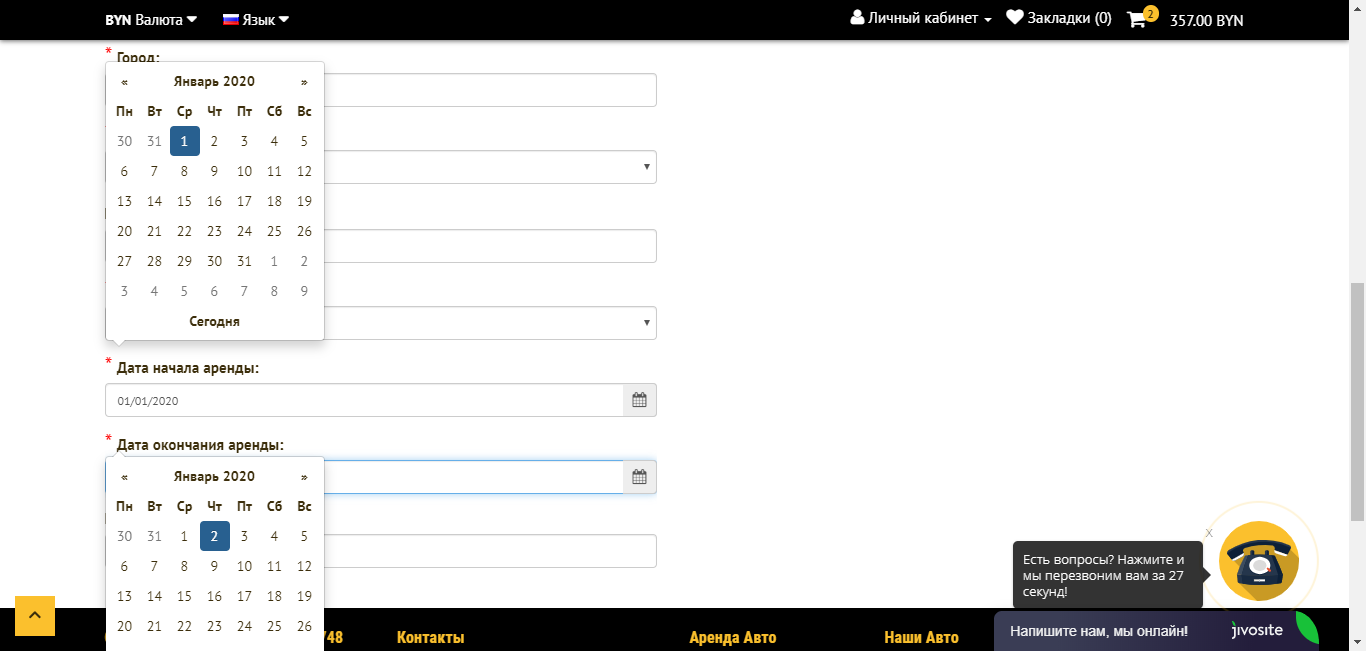 BYN Валюта
Язык
Личный кабинет
Закладки (0)
2
357.00 BYN
* Город:
« Январь 2020 »
Пн Вт Ср Чт Пт Сб Вс
30 31 1 2 3 4 5
6 7 8 9 10 11 12
13 14 15 16 17 18 19
20 21 22 23 24 25 26
27 28 29 30 31 1 2
3 4 5 6 7 8 9
Сегодня
* Дата начала аренды:
01/01/2020
* Дата окончания аренды:
« Январь 2020 »
Пн Вт Ср Чт Пт Сб Вс
30 31 1 2 3 4 5
6 7 8 9 10 11 12
13 14 15 16 17 18 19
20 21 22 23 24 25 26
X
Есть вопросы? Нажмите и
мы перезвоним вам за 27
секунд!
Напишите нам, мы онлайн!
jivosite
/48
Контакты
Аренда Авто
Наши Авто